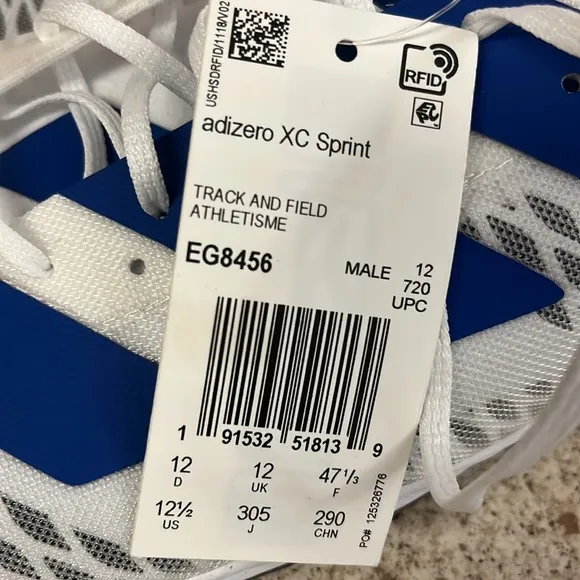 USHSDRFID/1118/V02
RFID
adizero XC Sprint
TRACK AND FIELD
ATHLETISME
EG8456
MALE 12
720
UPC
1 91532 51813 9
12 12 47 1/3
D UK F
12½ 305 290
US J CHN
PO# 125326776